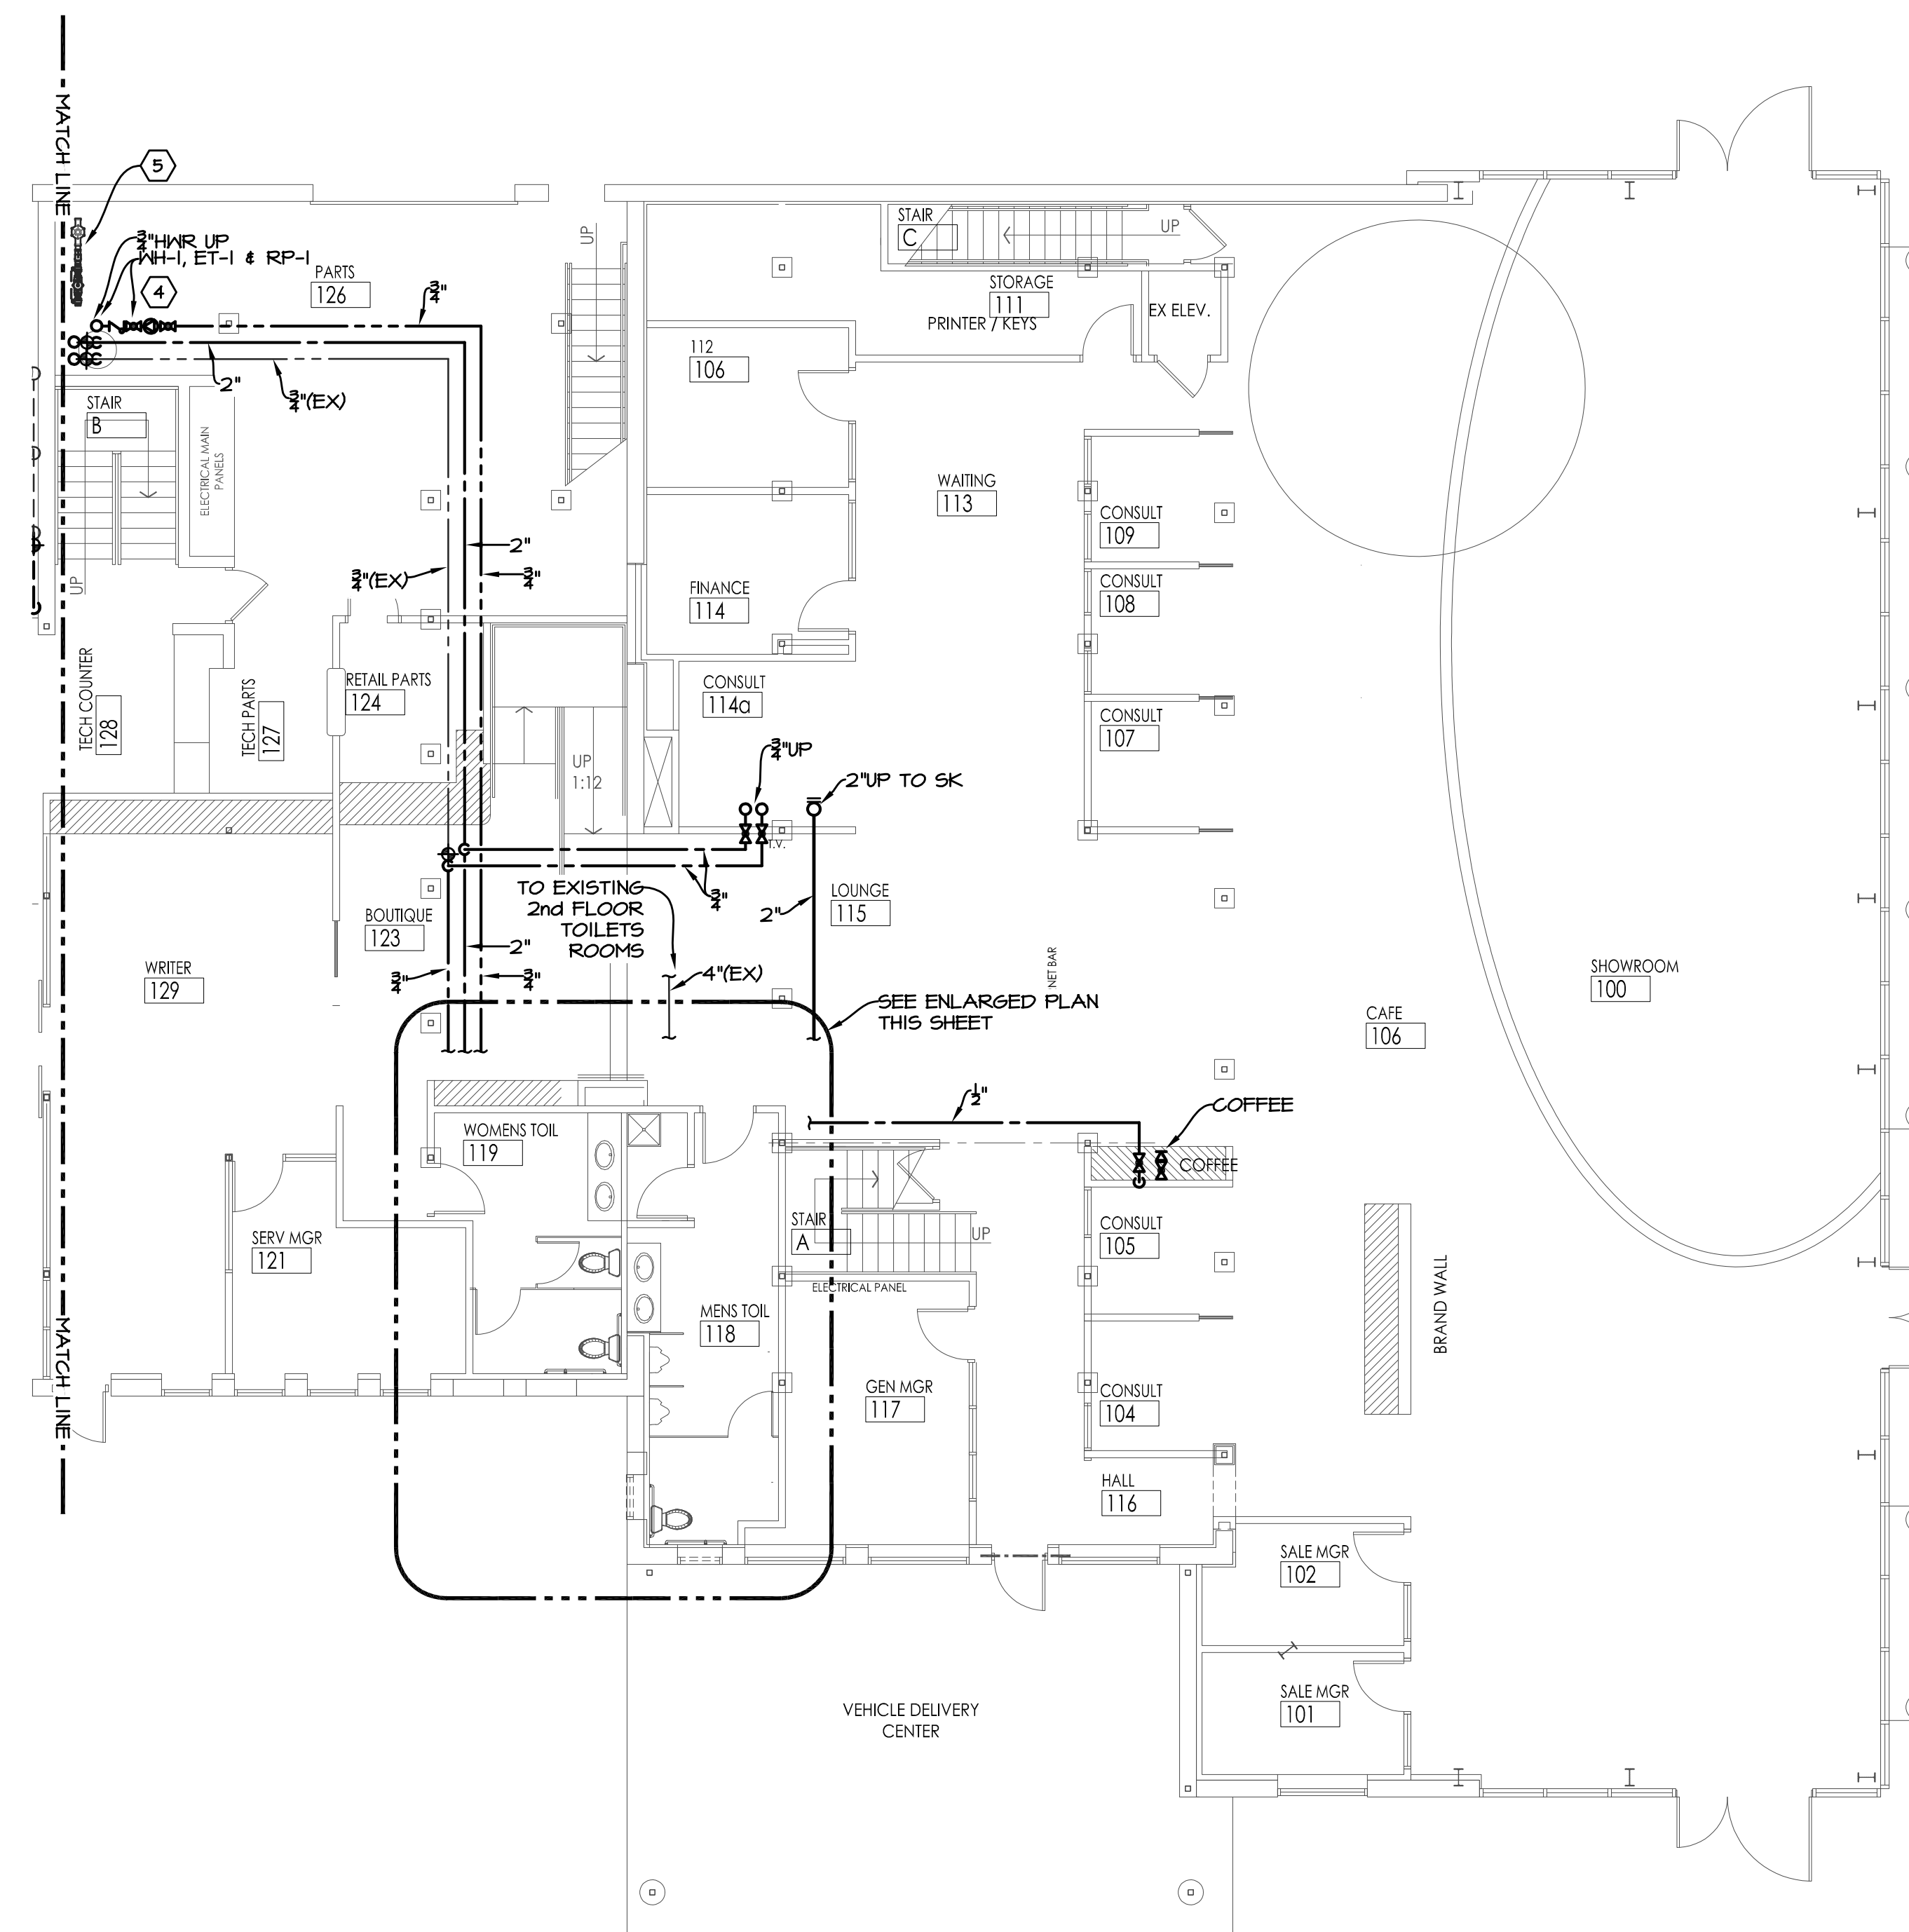 MATCH LINE
5
3/4"HWR UP
WH-1, ET-1 & RP-1
4
PARTS
126
3/4"
2"
3/4"(EX)
STAIR
B
UP
ELECTRICAL MAIN
PANELS
UP
STAIR
C
UP
STORAGE
111
PRINTER / KEYS
EX ELEV.
112
106
WAITING
113
CONSULT
109
CONSULT
108
CONSULT
107
FINANCE
114
CONSULT
114a
2"
3/4"(EX)
3/4"
TECH COUNTER
128
TECH PARTS
127
RETAIL PARTS
124
UP
1:12
3/4"UP
2"UP TO SK
T.V.
3/4"
TO EXISTING
2nd FLOOR
TOILETS
ROOMS
2"
LOUNGE
115
BOUTIQUE
123
2"
3/4"
3/4"
4"(EX)
WRITER
129
NET BAR
SEE ENLARGED PLAN
THIS SHEET
CAFE
106
SHOWROOM
100
1/2"
COFFEE
COFFEE
WOMENS TOIL
119
STAIR
A
UP
ELECTRICAL PANEL
CONSULT
105
SERV MGR
121
MENS TOIL
118
BRAND WALL
GEN MGR
117
CONSULT
104
MATCH LINE
HALL
116
SALE MGR
102
SALE MGR
101
VEHICLE DELIVERY
CENTER